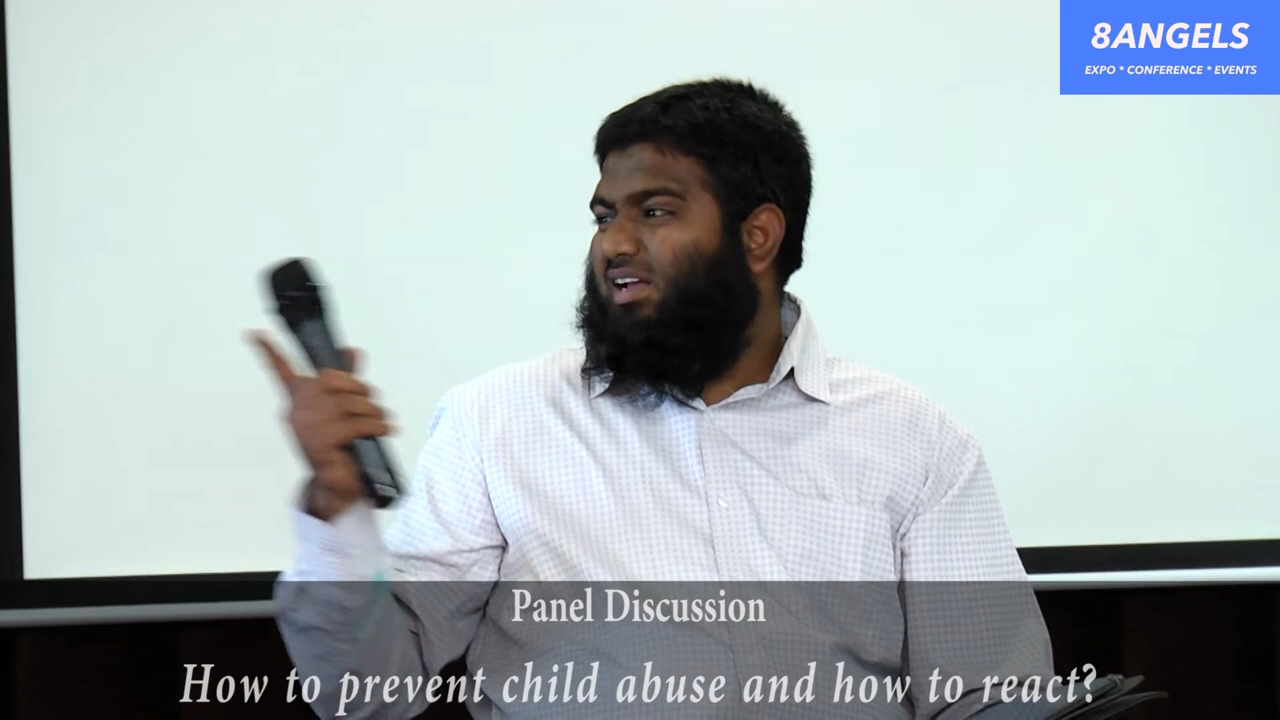 8ANGELS
EXPO * CONFERENCE * EVENTS
Panel Discussion
How to prevent child abuse and how to react?